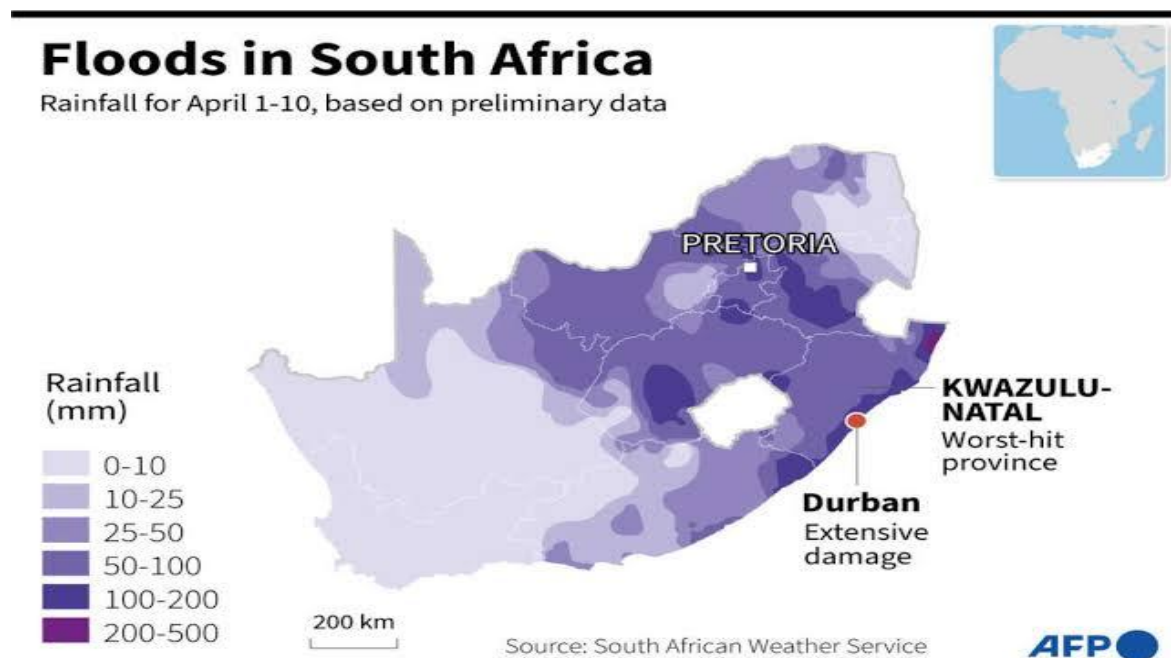 Floods in South Africa
Rainfall for April 1-10, based on preliminary data
PRETORIA
KWAZULU-
NATAL
Worst-hit
province
Durban
Extensive
damage
Rainfall
(mm)
0-10
10-25
25-50
50-100
100-200
200-500
200 km
Source: South African Weather Service
AFP